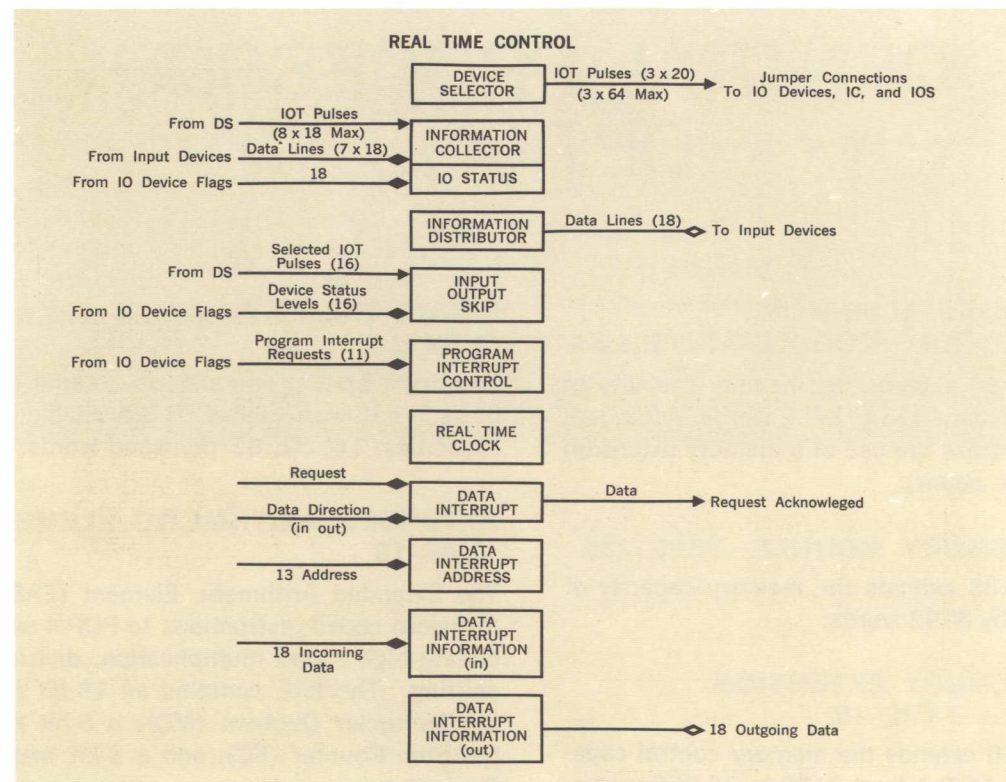 REAL TIME CONTROL
DEVICE
SELECTOR
IOT Pulses (3 x 20)
(3 x 64 Max)
Jumper Connections
To IO Devices, IC, and IOS
From DS
IOT Pulses
(8 x 18 Max)
From Input Devices
Data Lines (7 x 18)
INFORMATION
COLLECTOR
From IO Device Flags
18
IO STATUS
INFORMATION
DISTRIBUTOR
Data Lines (18)
To Input Devices
From DS
Selected IOT
Pulses (16)
From IO Device Flags
Device Status
Levels (16)
INPUT
OUTPUT
SKIP
From IO Device Flags
Program Interrupt
Requests (11)
PROGRAM
INTERRUPT
CONTROL
REAL TIME
CLOCK
Request
Data Direction
(in out)
DATA
INTERRUPT
Data
Request Acknowleged
13 Address
DATA
INTERRUPT
ADDRESS
18 Incoming
Data
DATA
INTERRUPT
INFORMATION
(in)
DATA
INTERRUPT
INFORMATION
(out)
18 Outgoing Data